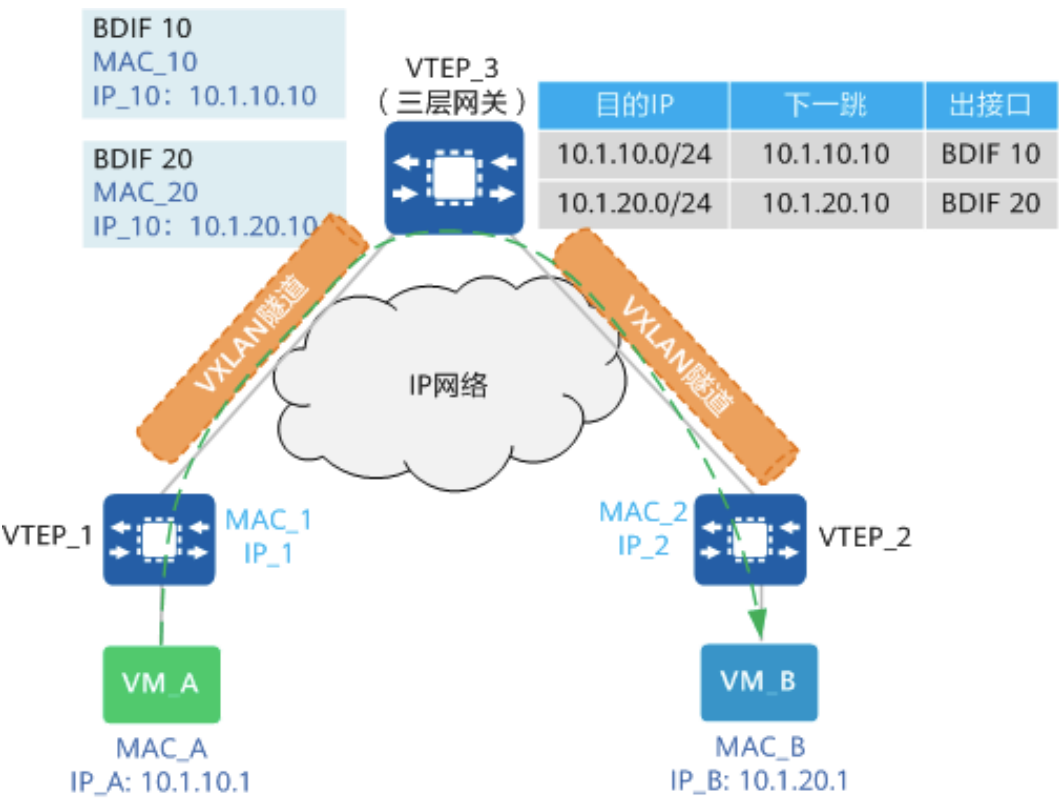 BDIF 10
MAC_10
IP_10：10.1.10.10
BDIF 20
MAC_20
IP_10：10.1.20.10
VTEP_3
（三层网关）
目的IP 下一跳 出接口
10.1.10.0/24 10.1.10.10 BDIF 10
10.1.20.0/24 10.1.20.10 BDIF 20
VXLAN隧道
VXLAN隧道
IP网络
VTEP_1
MAC_1
IP_1
MAC_2
IP_2
VTEP_2
VM_A
VM_B
MAC_A
IP_A: 10.1.10.1
MAC_B
IP_B: 10.1.20.1